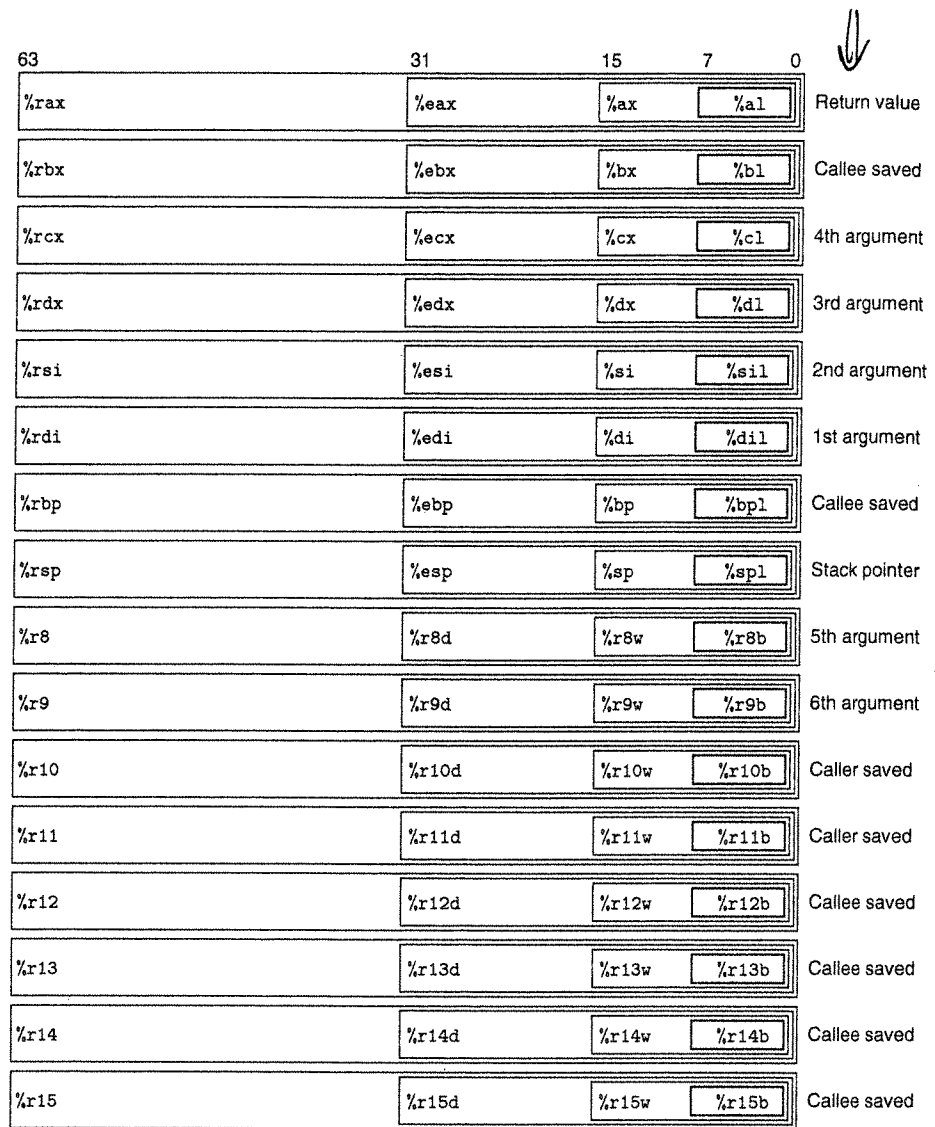 63 31 15 7 0
%rax %eax %ax %al Return value
%rbx %ebx %bx %bl Callee saved
%rcx %ecx %cx %cl 4th argument
%rdx %edx %dx %dl 3rd argument
%rsi %esi %si %sil 2nd argument
%rdi %edi %di %dil 1st argument
%rbp %ebp %bp %bpl Callee saved
%rsp %esp %sp %spl Stack pointer
%r8 %r8d %r8w %r8b 5th argument
%r9 %r9d %r9w %r9b 6th argument
%r10 %r10d %r10w %r10b Caller saved
%r11 %r11d %r11w %r11b Caller saved
%r12 %r12d %r12w %r12b Callee saved
%r13 %r13d %r13w %r13b Callee saved
%r14 %r14d %r14w %r14b Callee saved
%r15 %r15d %r15w %r15b Callee saved